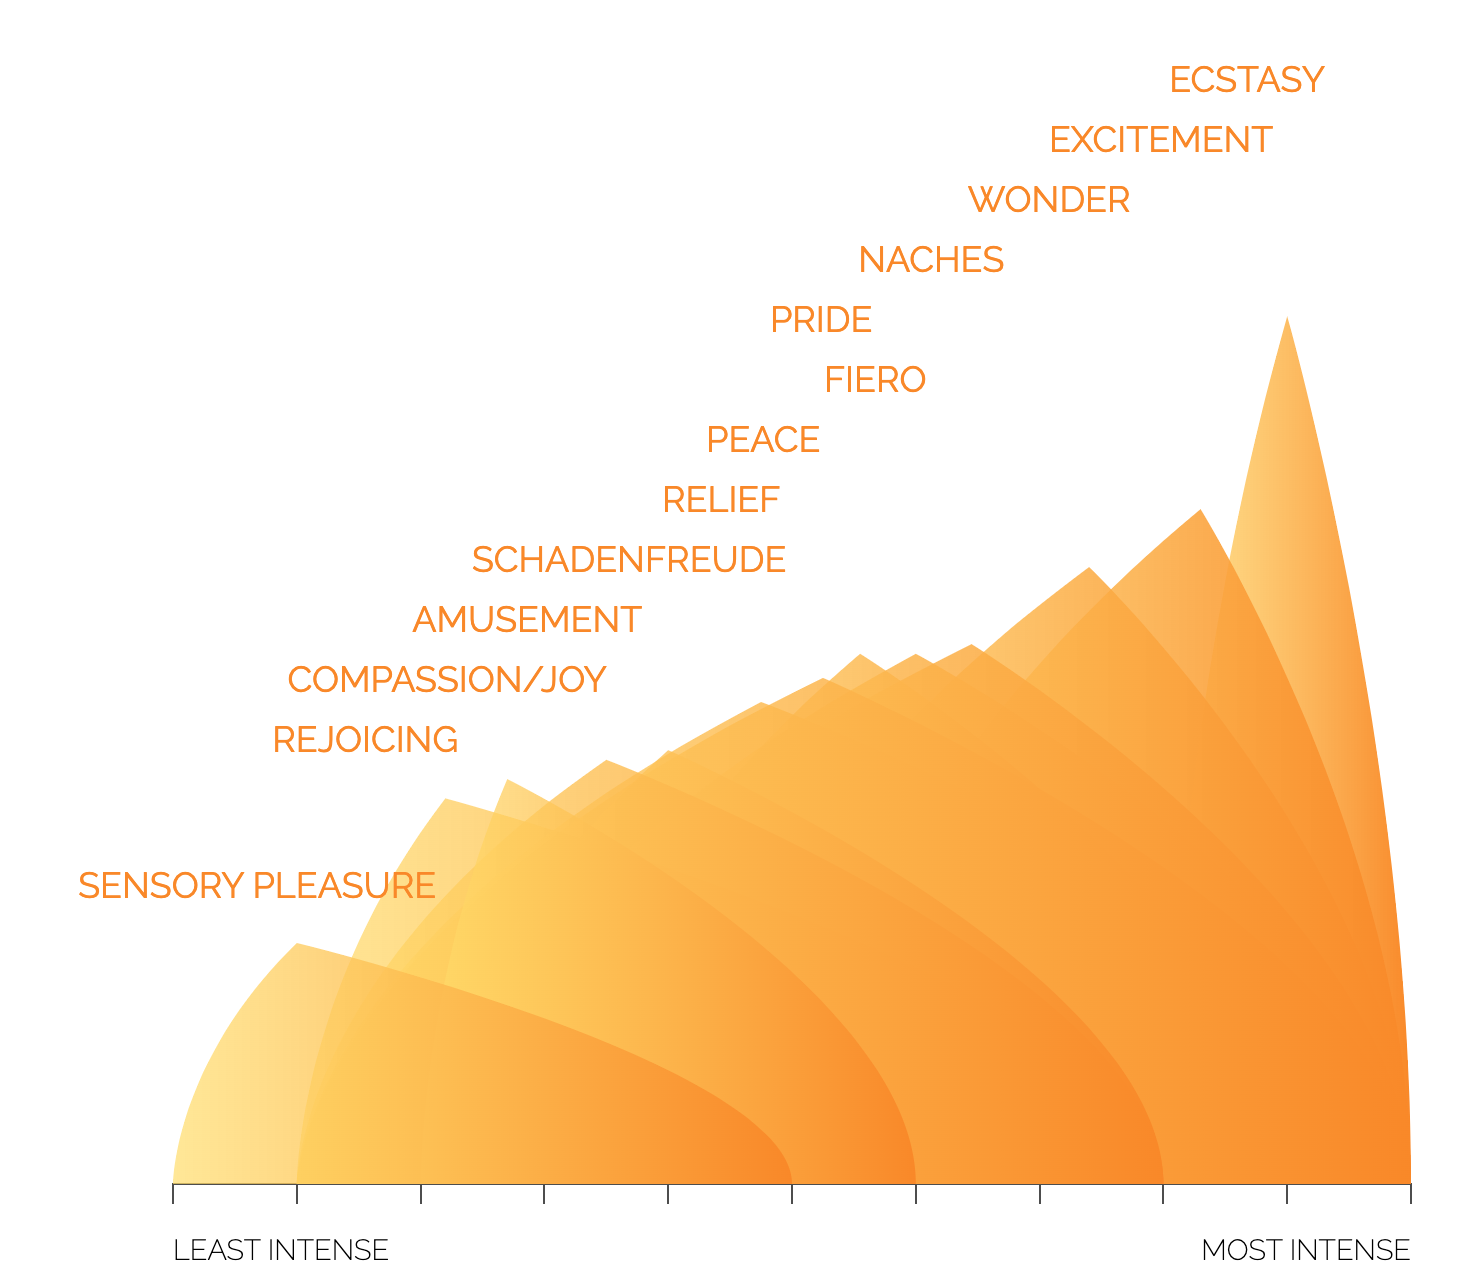 ECSTASY
EXCITEMENT
WONDER
NACHES
PRIDE
FIERO
PEACE
RELIEF
SCHADENFREUDE
AMUSEMENT
COMPASSION/JOY
REJOICING
SENSORY PLEASURE
LEAST INTENSE
MOST INTENSE